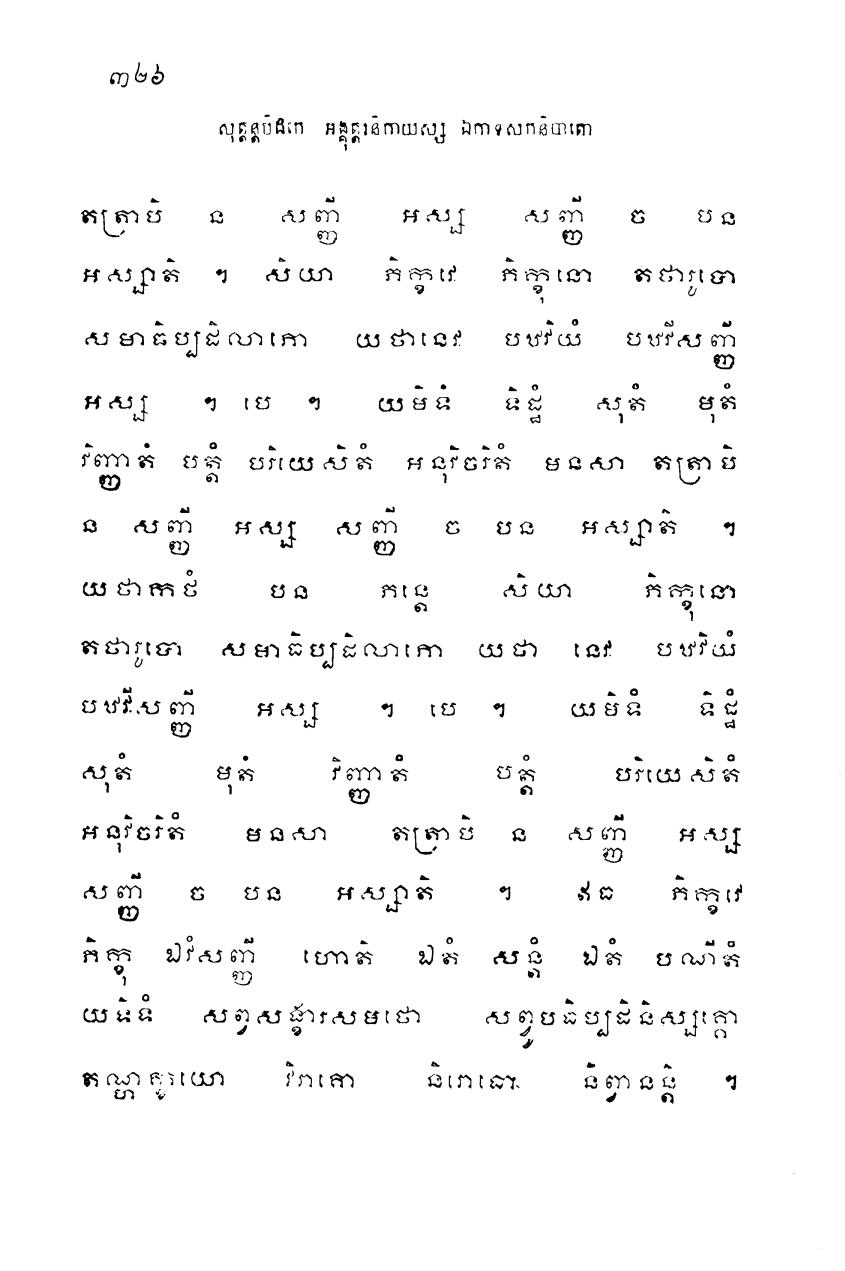 ៣២៦
សុត្តន្តបិដកេ អង្គុត្តរនិកាយស្ស ឯកាទសកនិបាតោ
តត្រាបិ ន សញ្ញី អស្ស សញ្ញី ច បន
អស្សាតិ ។ សិយា ភិក្ខវេ ភិក្ខុនោ តថារូបោ
សមាធិប្បដិលាភោ យថា នេវ បឋវិយំ បឋវីសញ្ញី
អស្ស ។ បេ ។ យមិទំ ទិដ្ឋំ សុតំ មុតំ
វិញ្ញាតំ បត្តំ បរិយេសិតំ អនុវិចរិតំ មនសា តត្រាបិ
ន សញ្ញី អស្ស សញ្ញី ច បន អស្សាតិ ។
យថាកថំ បន ភន្តេ សិយា ភិក្ខុនោ
តថារូបោ សមាធិប្បដិលាភោ យថា នេវ បឋវិយំ
បឋវីសញ្ញី អស្ស ។ បេ ។ យមិទំ ទិដ្ឋំ
សុតំ មុតំ វិញ្ញាតំ បត្តំ បរិយេសិតំ
អនុវិចរិតំ មនសា តត្រាបិ ន សញ្ញី អស្ស
សញ្ញី ច បន អស្សាតិ ។ ឥធ ភិក្ខវេ
ភិក្ខុ ឯវំសញ្ញី ហោតិ ឯតំ សន្តំ ឯតំ បណីតំ
យទិទំ សព្វសង្ខារសមថោ សព្វូបធិប្បដិនិស្សគ្គោ
តណ្ហក្ខយោ វិរាគោ និរោធោ និព្វានន្តិ ។